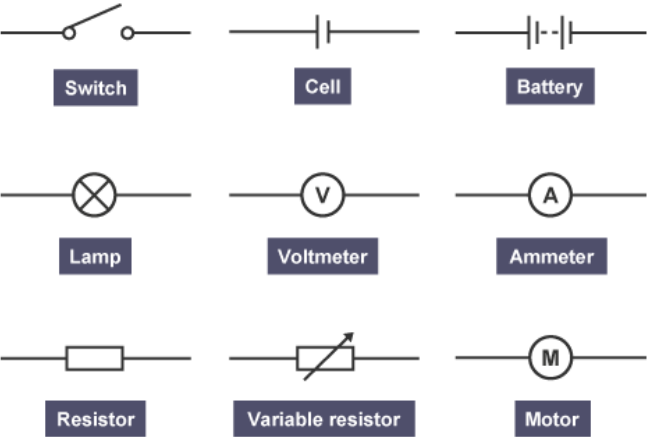 Switch
Cell
Battery
Lamp
V
Voltmeter
A
Ammeter
Resistor
Variable resistor
M
Motor